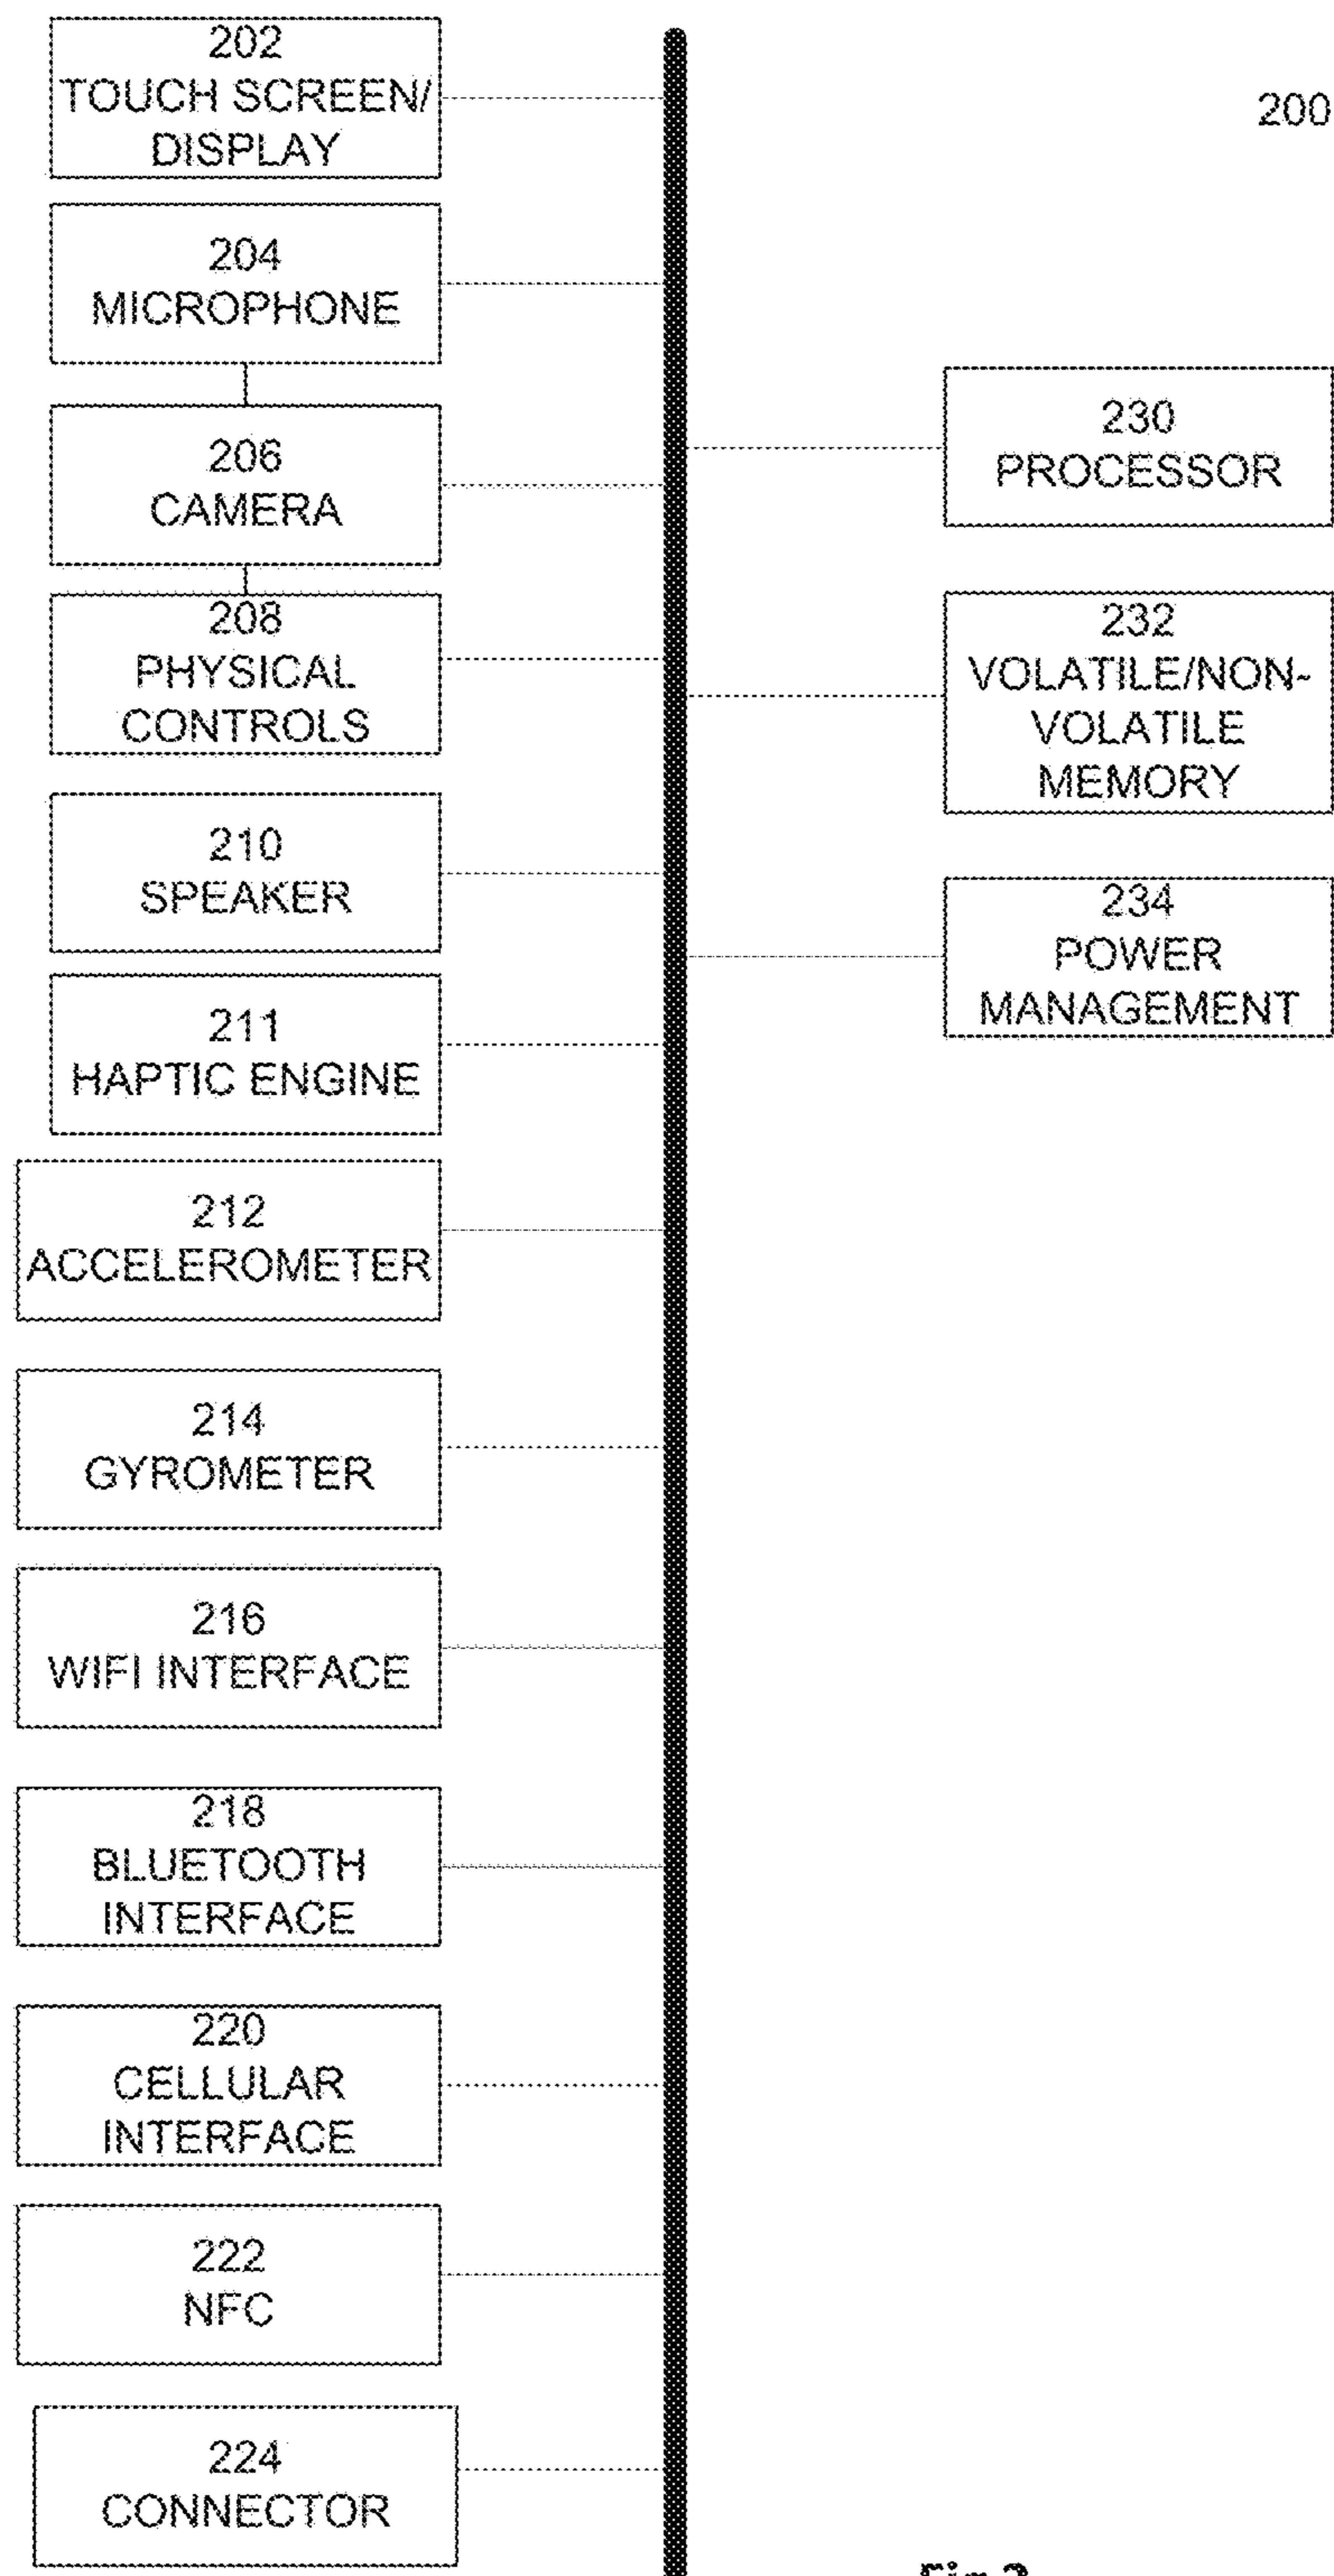 202
TOUCH SCREEN/
DISPLAY
200
204
MICROPHONE
206
CAMERA
208
PHYSICAL
CONTROLS
210
SPEAKER
211
HAPTIC ENGINE
212
ACCELEROMETER
214
GYROMETER
216
WIFI INTERFACE
218
BLUETOOTH
INTERFACE
220
CELLULAR
INTERFACE
222
NFC
224
CONNECTOR
230
PROCESSOR
232
VOLATILE/NON-
VOLATILE
MEMORY
234
POWER
MANAGEMENT